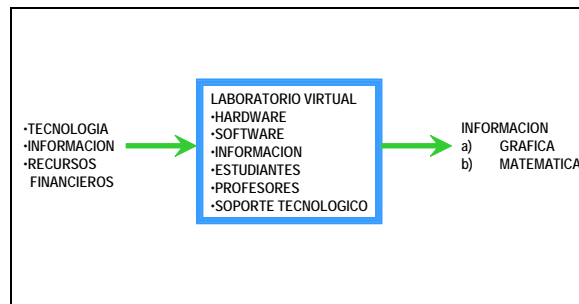 •TECNOLOGIA
•INFORMACION
•RECURSOS
FINANCIEROS
LABORATORIO VIRTUAL
•HARDWARE
•SOFTWARE
•INFORMACION
•ESTUDIANTES
•PROFESORES
•SOPORTE TECNOLOGICO
INFORMACION
a) GRAFICA
b) MATEMATICA